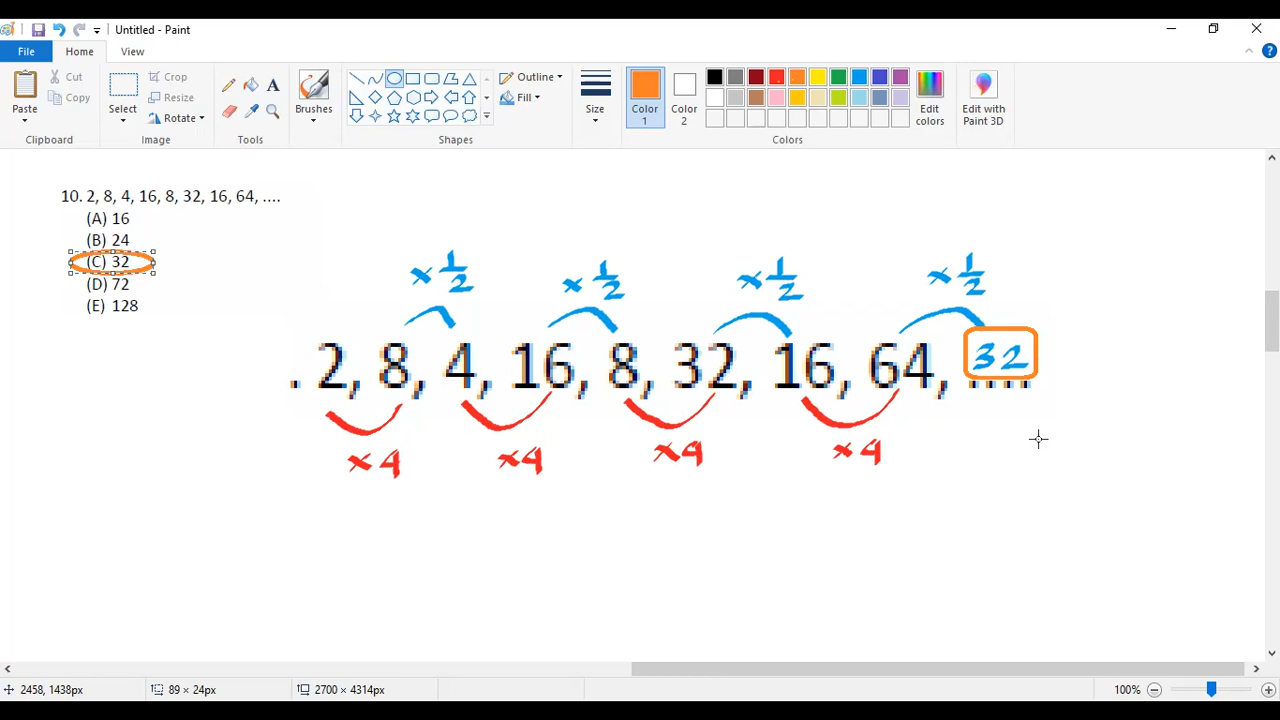 Untitled - Paint
File Home View
Paste
Cut
Copy
Clipboard
Select
Crop
Resize
Rotate
Image
A
Tools
Brushes
Shapes
Outline
Fill
Size
Color 1
Color 2
Colors
Edit colors
Edit with Paint 3D
10. 2, 8, 4, 16, 8, 32, 16, 64, ....
(A) 16
(B) 24
(C) 32
(D) 72
(E) 128
×1/2 ×1/2 ×1/2 ×1/2
. 2, 8, 4, 16, 8, 32, 16, 64, .... 32
×4 ×4 ×4 ×4
2458, 1438px 89 × 24px 2700 × 4314px 100%